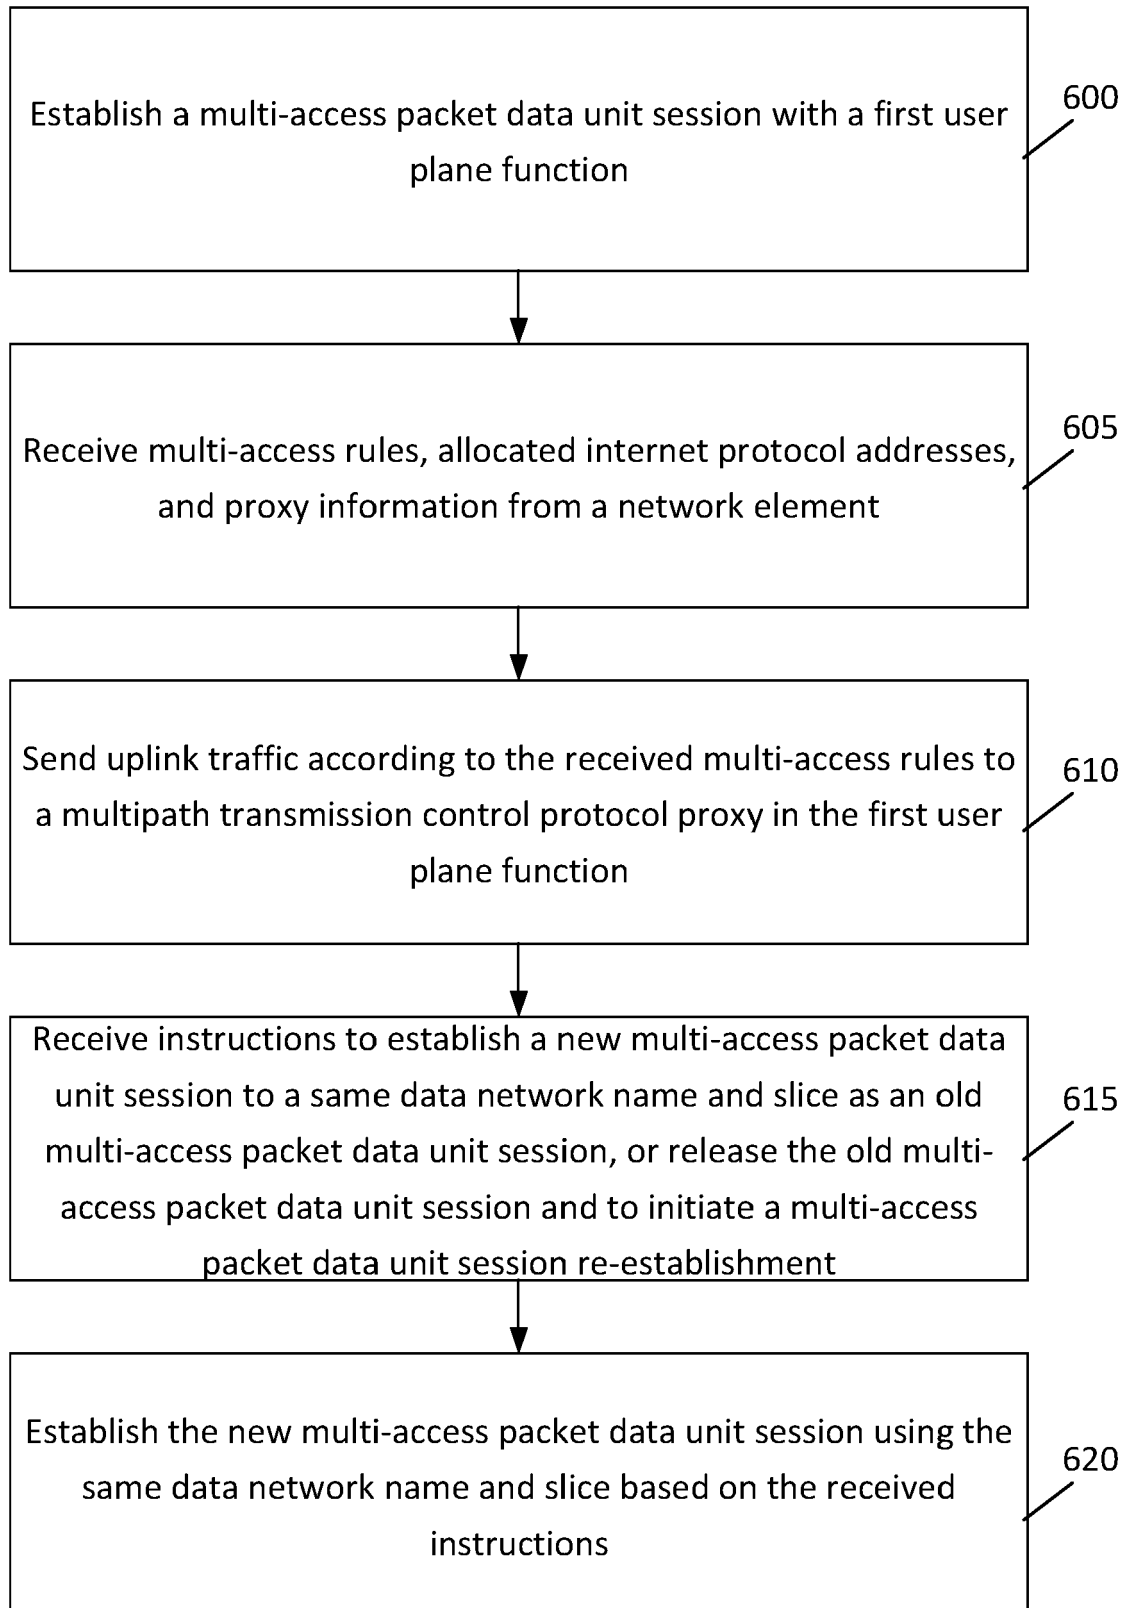 Establish a multi-access packet data unit session with a first user
plane function
600
Receive multi-access rules, allocated internet protocol addresses,
and proxy information from a network element
605
Send uplink traffic according to the received multi-access rules to
a multipath transmission control protocol proxy in the first user
plane function
610
Receive instructions to establish a new multi-access packet data
unit session to a same data network name and slice as an old
multi-access packet data unit session, or release the old multi-
access packet data unit session and to initiate a multi-access
packet data unit session re-establishment
615
Establish the new multi-access packet data unit session using the
same data network name and slice based on the received
instructions
620